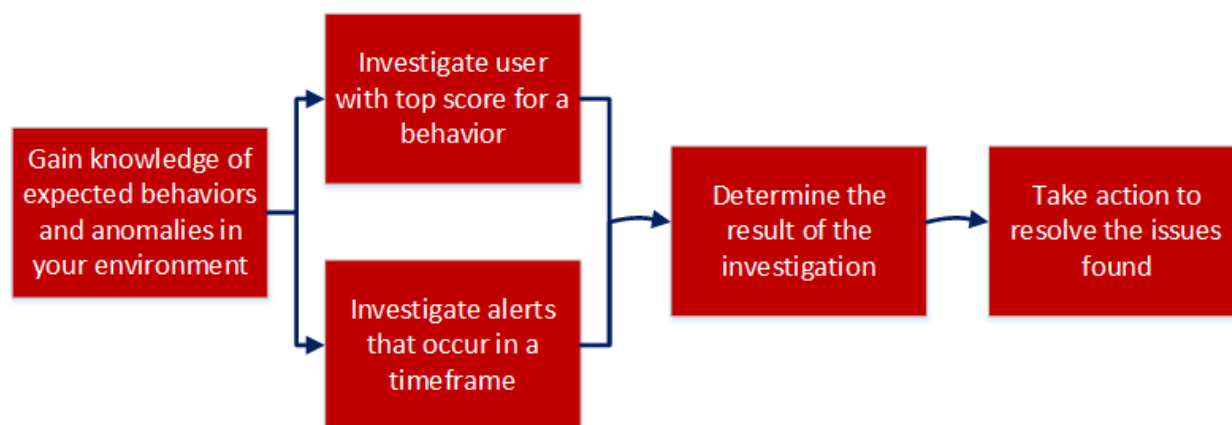 Gain knowledge of
expected behaviors
and anomalies in
your environment
Investigate user
with top score for a
behavior
Investigate alerts
that occur in a
timeframe
Determine the
result of the
investigation
Take action to
resolve the issues
found